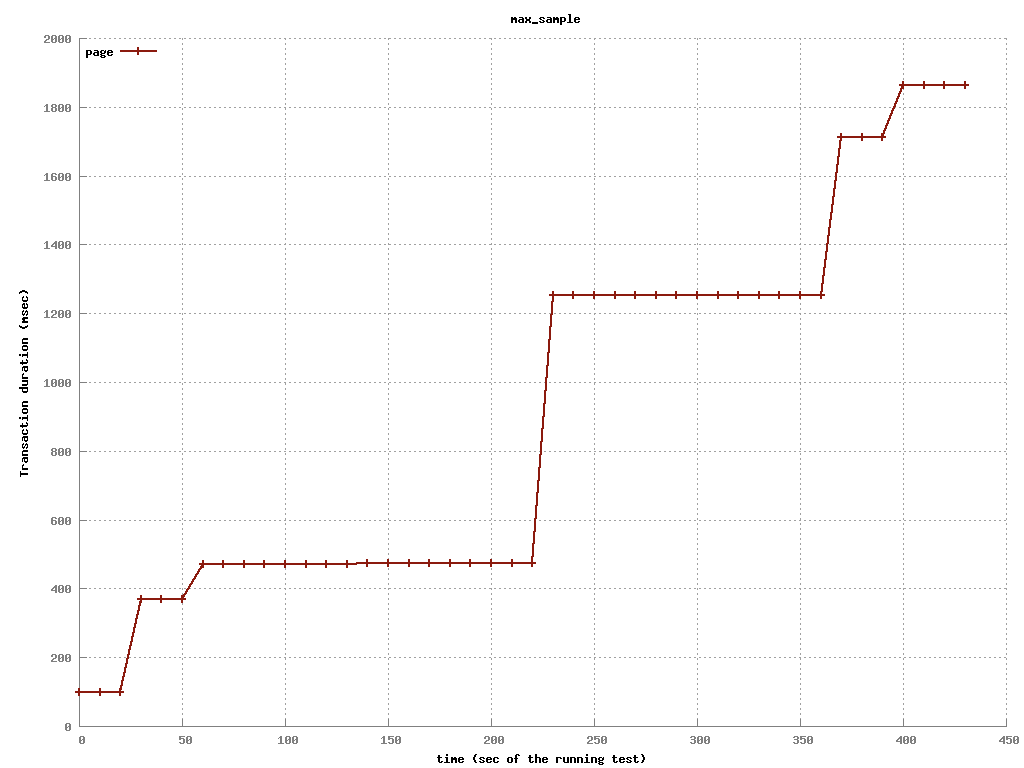 max_sample
page
2000
1800
1600
1400
1200
1000
800
600
400
200
0
Transaction duration (msec)
0 50 100 150 200 250 300 350 400 450
time (sec of the running test)